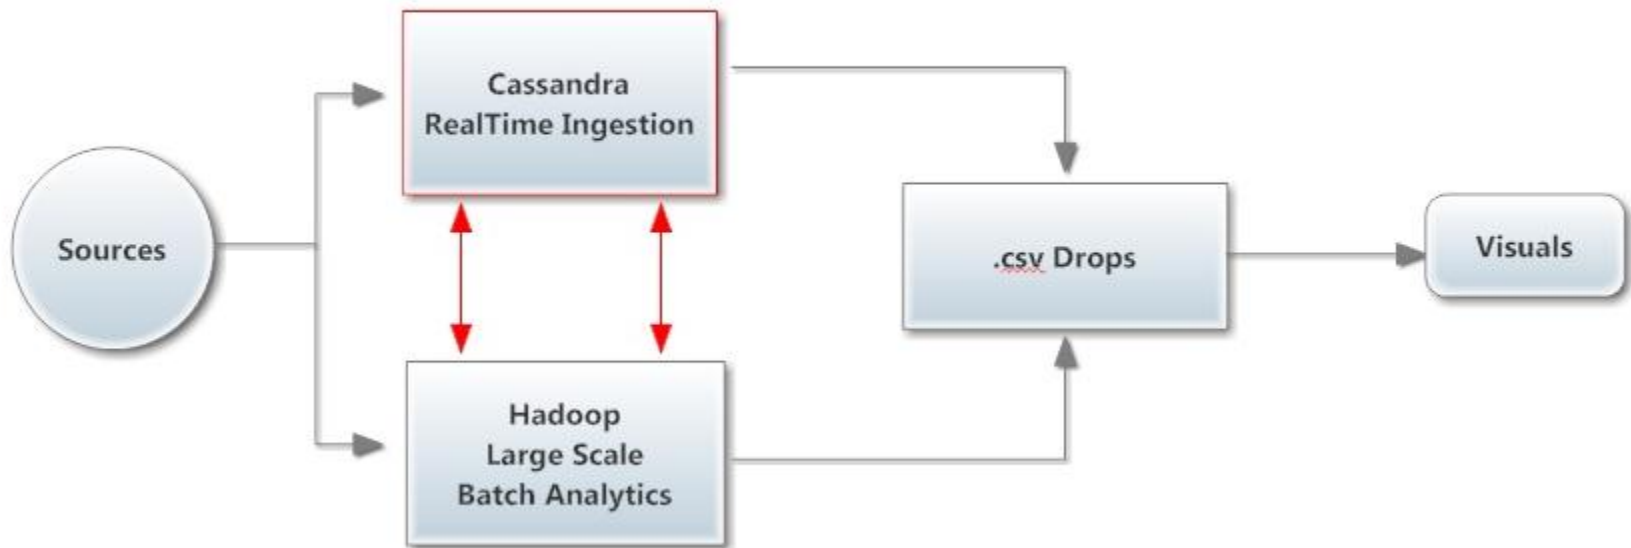 Sources
Cassandra
RealTime Ingestion
Hadoop
Large Scale
Batch Analytics
.csv Drops
Visuals